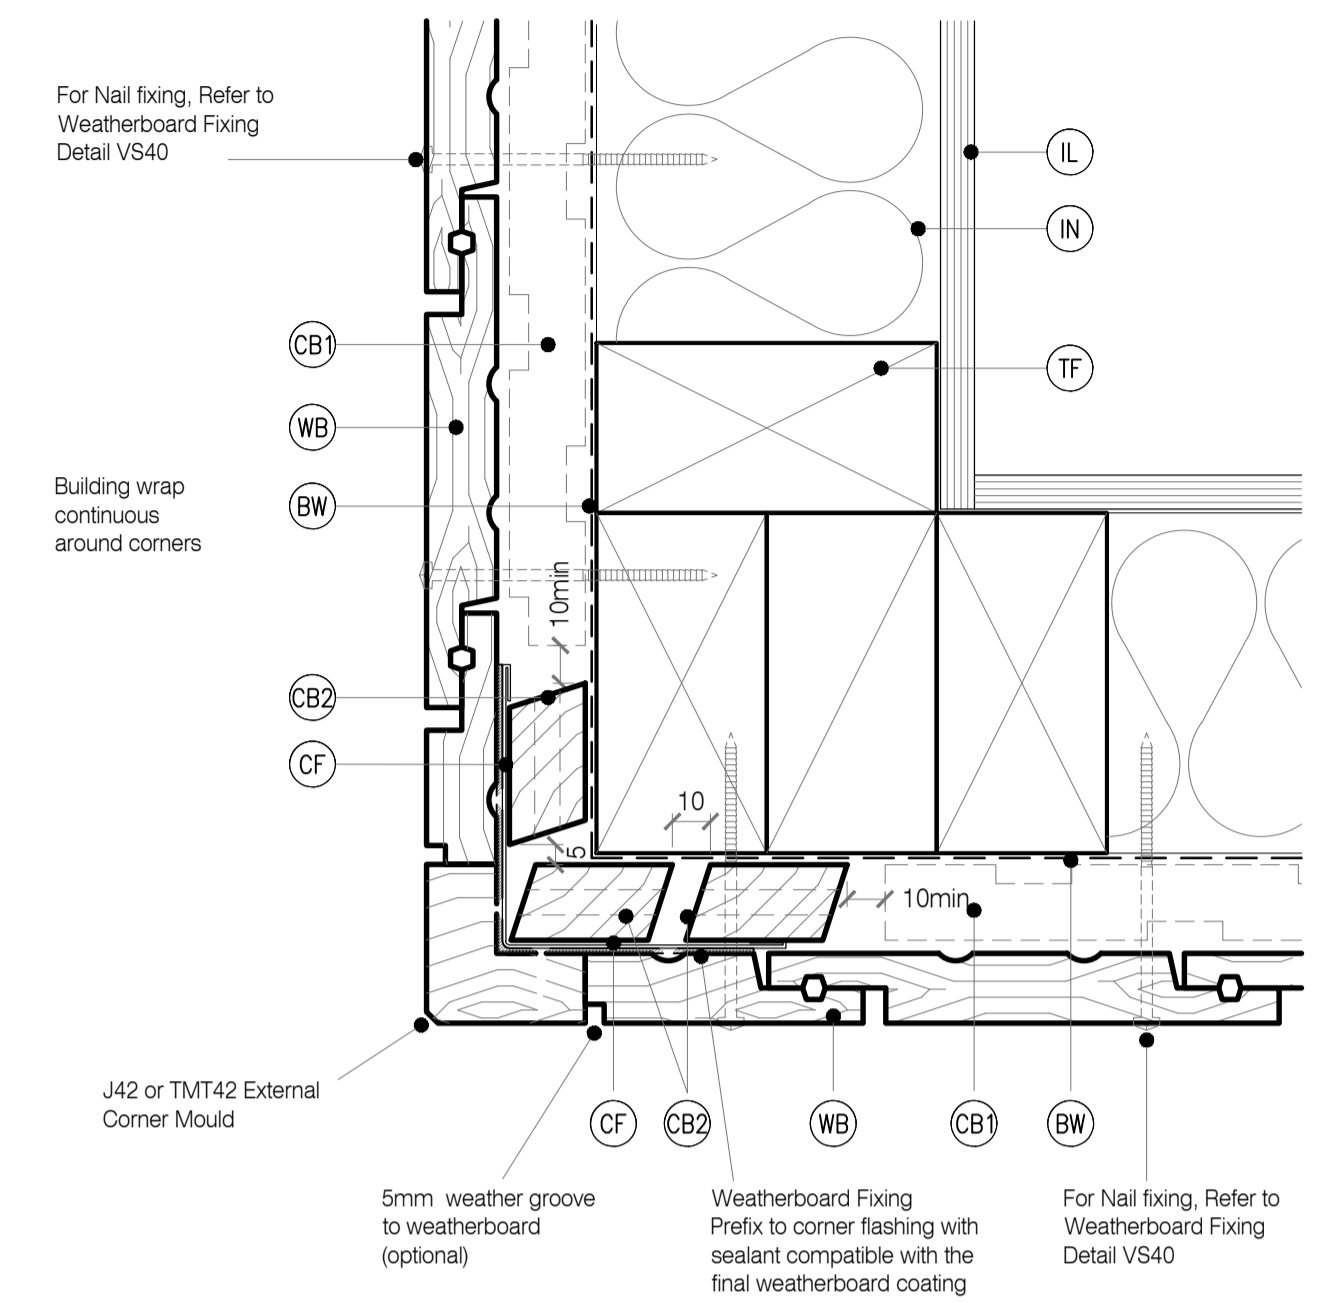 For Nail fixing, Refer to
Weatherboard Fixing
Detail VS40
IL
IN
CB1
TF
WB
Building wrap
continuous
around corners
BW
10min
CB2
CF
10
5
10min
J42 or TMT42 External
Corner Mould
CF
CB2
WB
CB1
BW
5mm weather groove
to weatherboard
(optional)
Weatherboard Fixing
Prefix to corner flashing with
sealant compatible with the
final weatherboard coating
For Nail fixing, Refer to
Weatherboard Fixing
Detail VS40